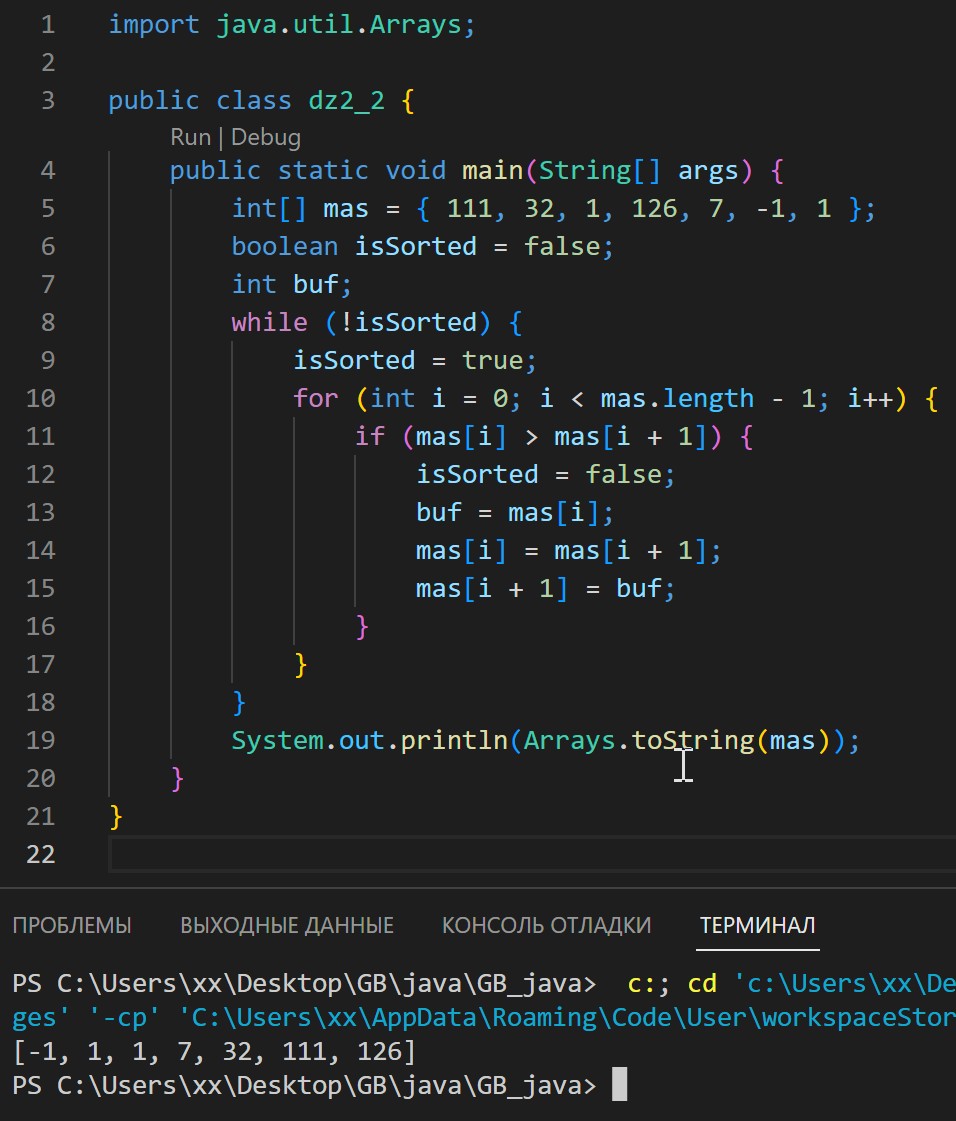 1 import java.util.Arrays;
2
3 public class dz2_2 {
Run | Debug
4 public static void main(String[] args) {
5 int[] mas = { 111, 32, 1, 126, 7, -1, 1 };
6 boolean isSorted = false;
7 int buf;
8 while (!isSorted) {
9 isSorted = true;
10 for (int i = 0; i < mas.length - 1; i++) {
11 if (mas[i] > mas[i + 1]) {
12 isSorted = false;
13 buf = mas[i];
14 mas[i] = mas[i + 1];
15 mas[i + 1] = buf;
16 }
17 }
18 }
19 System.out.println(Arrays.toString(mas));
20 }
21 }
22
ПРОБЛЕМЫ ВЫХОДНЫЕ ДАННЫЕ КОНСОЛЬ ОТЛАДКИ ТЕРМИНАЛ
PS C:\Users\xx\Desktop\GB\java\GB_java> c:; cd 'c:\Users\xx\De
ges' '-cp' 'C:\Users\xx\AppData\Roaming\Code\User\workspaceStor
[-1, 1, 1, 7, 32, 111, 126]
PS C:\Users\xx\Desktop\GB\java\GB_java>